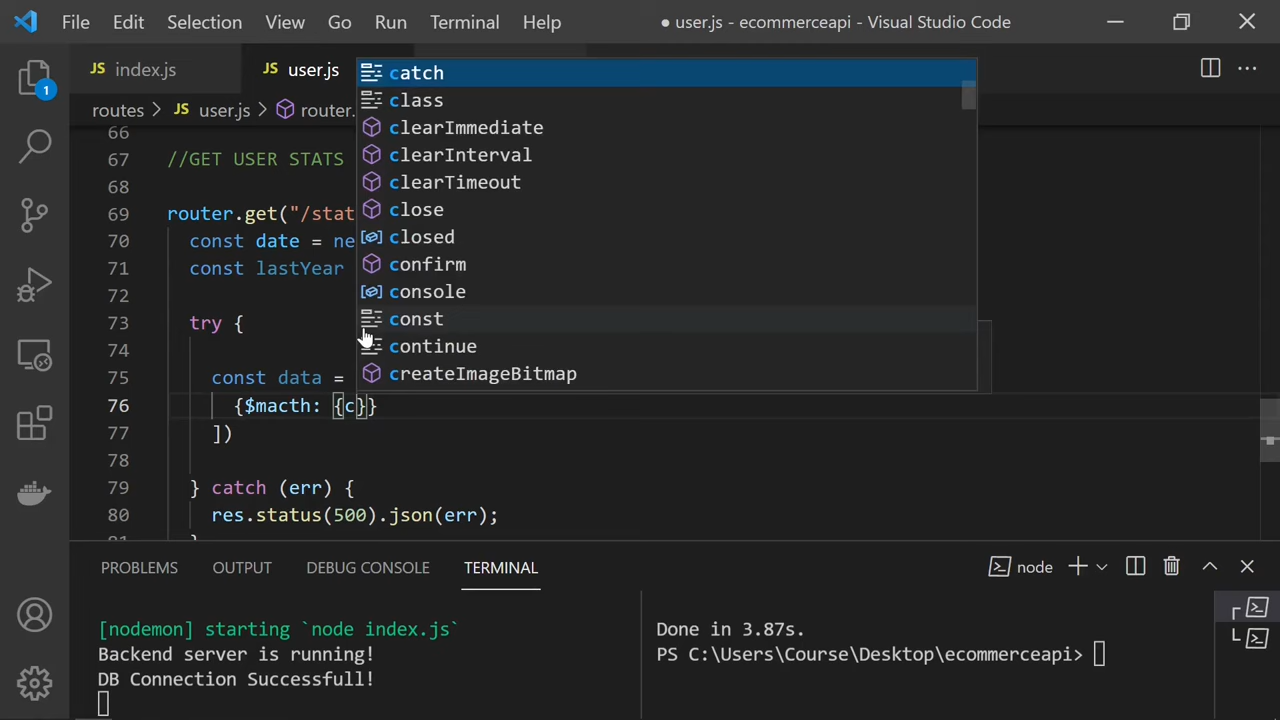 File Edit Selection View Go Run Terminal Help ● user.js - ecommerceapi - Visual Studio Code
JS index.js JS user.js
routes > JS user.js > router.
66
67 //GET USER STATS
68
69 router.get("/stat
70 const date = ne
71 const lastYear
72
73 try {
74
75 const data =
76 {$macth: {c}}
77 ])
78
79 } catch (err) {
80 res.status(500).json(err);
81 }
catch
class
clearImmediate
clearInterval
clearTimeout
close
closed
confirm
console
const
continue
createImageBitmap
1
PROBLEMS OUTPUT DEBUG CONSOLE TERMINAL node
[nodemon] starting `node index.js`
Backend server is running!
DB Connection Successfull!
Done in 3.87s.
PS C:\Users\Course\Desktop\ecommerceapi>